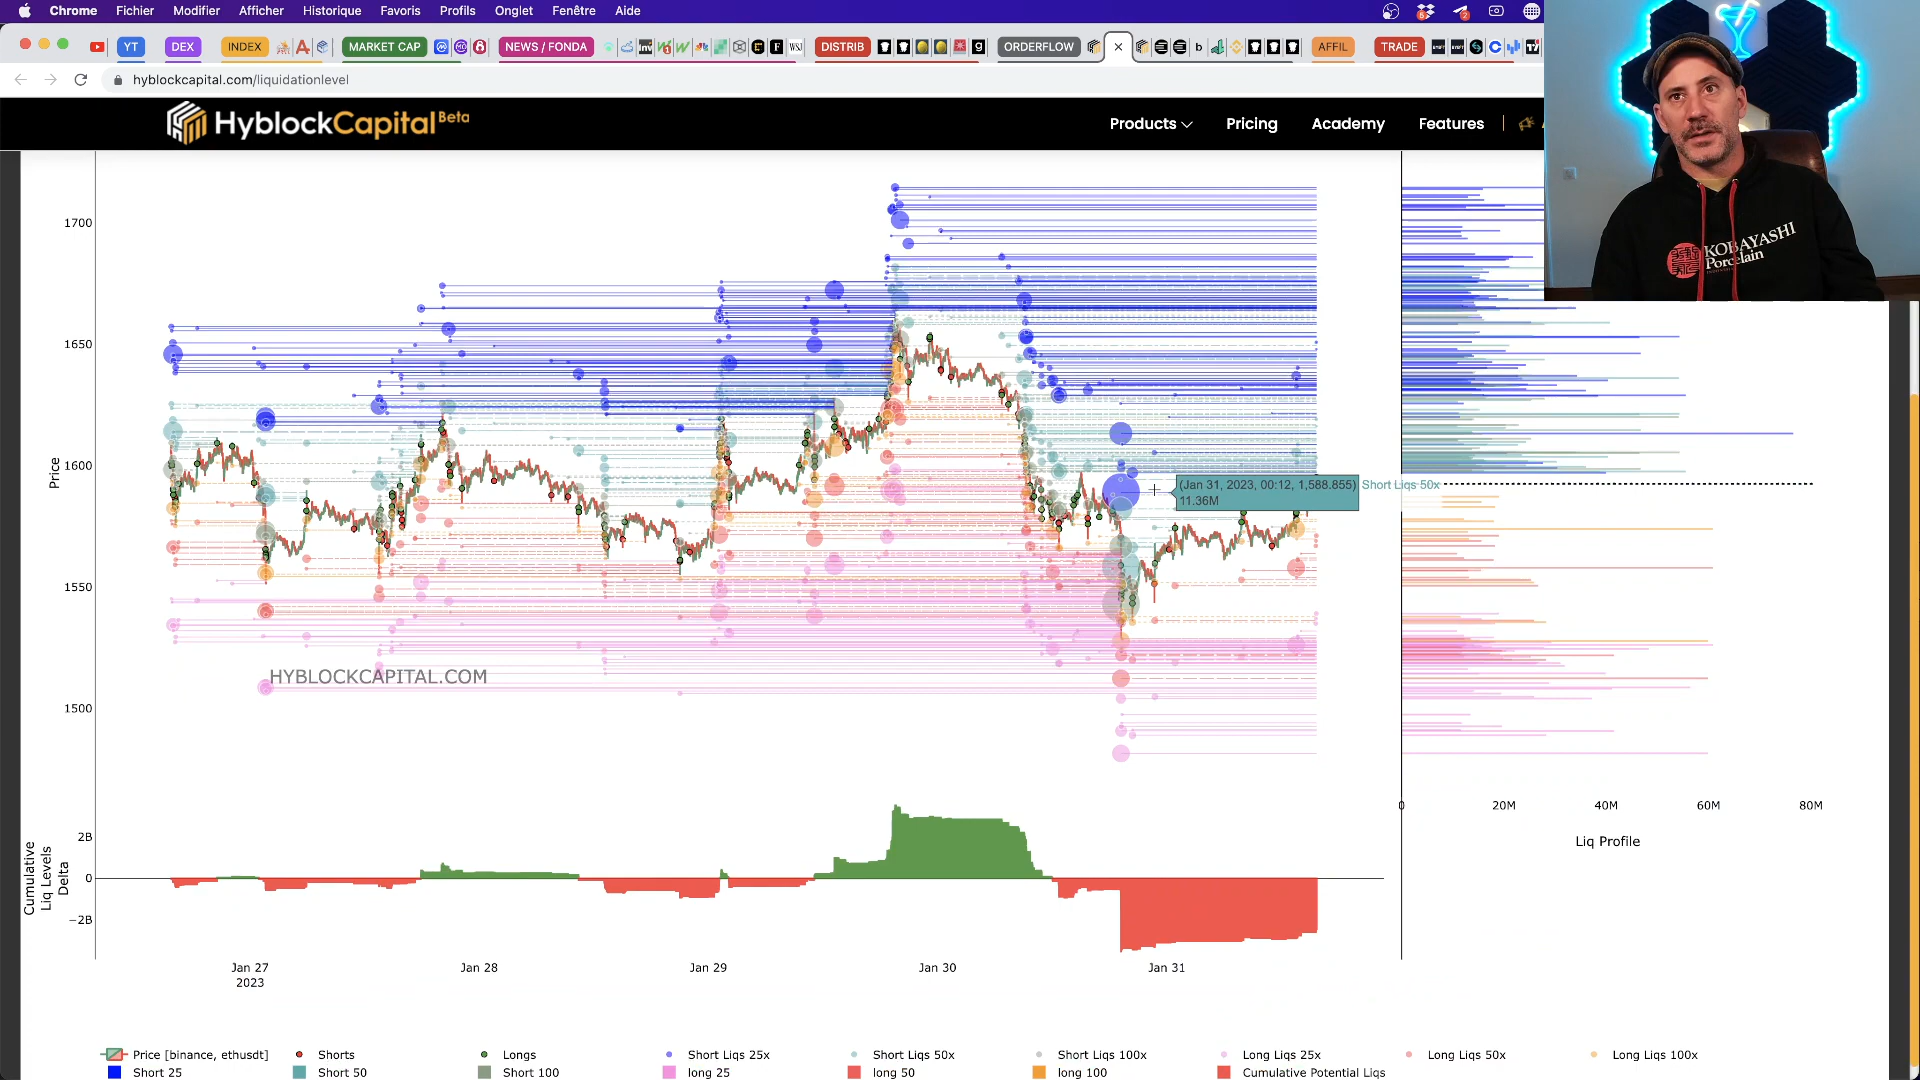 Chrome Fichier Modifier Afficher Historique Favoris Profils Onglet Fenêtre Aide
YT DEX INDEX MARKET CAP NEWS / FONDA DISTRIB ORDERFLOW AFFIL TRADE
hyblockcapital.com/liquidationlevel
HyblockCapital Beta
Products Pricing Academy Features
KOBAYASHI
Porcelain
1700
1650
1600
1550
1500
Price
(Jan 31, 2023, 00:12, 1,588.855) Short Liqs 50x
11.36M
HYBLOCKCAPITAL.COM
0 20M 40M 60M 80M
Liq Profile
2B
0
−2B
Cumulative
Liq Levels
Delta
Jan 27 Jan 28 Jan 29 Jan 30 Jan 31
2023
Price [binance, ethusdt] Shorts Longs Short Liqs 25x Short Liqs 50x Short Liqs 100x Long Liqs 25x Long Liqs 50x Long Liqs 100x
Short 25 Short 50 Short 100 long 25 long 50 long 100 Cumulative Potential Liqs